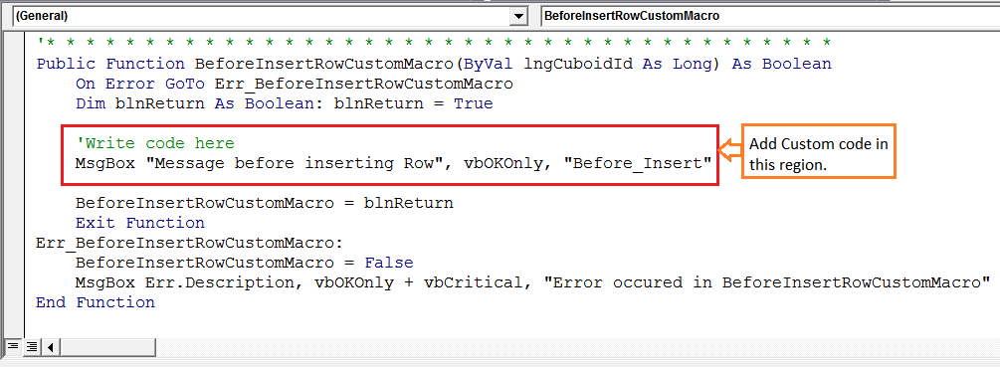 (General)
BeforeInsertRowCustomMacro
'* * * * * * * * * * * * * * * * * * * * * * * * * * * * * * * * * * * * * * * *
Public Function BeforeInsertRowCustomMacro(ByVal lngCuboidId As Long) As Boolean
On Error GoTo Err_BeforeInsertRowCustomMacro
Dim blnReturn As Boolean: blnReturn = True
'Write code here
MsgBox "Message before inserting Row", vbOKOnly, "Before_Insert"
Add Custom code in
this region.
BeforeInsertRowCustomMacro = blnReturn
Exit Function
Err_BeforeInsertRowCustomMacro:
BeforeInsertRowCustomMacro = False
MsgBox Err.Description, vbOKOnly + vbCritical, "Error occured in BeforeInsertRowCustomMacro"
End Function